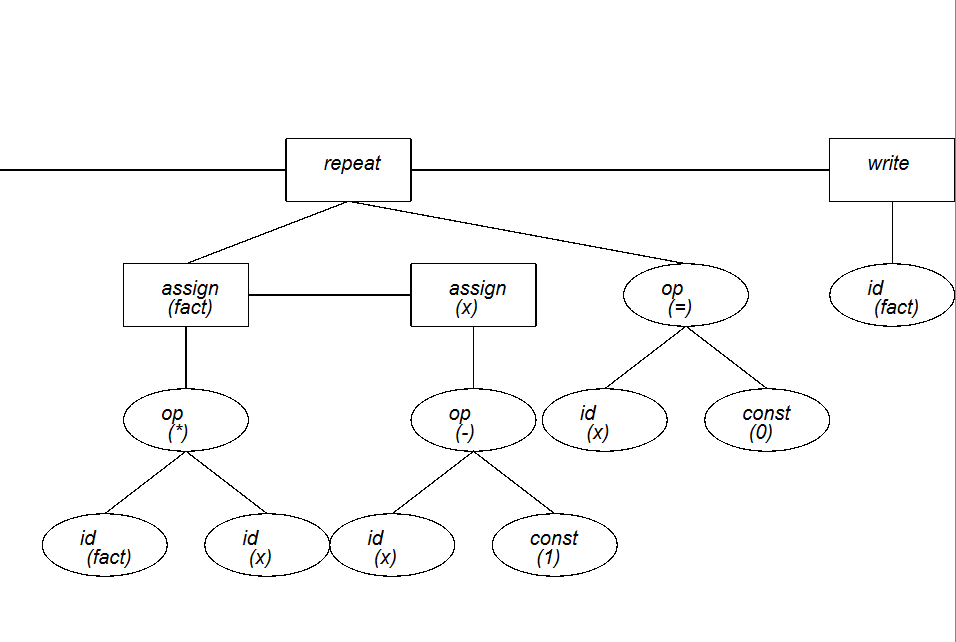 repeat
write
assign
(fact)
assign
(x)
op
(=)
id
(fact)
op
(*)
op
(-)
id
(x)
const
(0)
id
(fact)
id
(x)
id
(x)
const
(1)